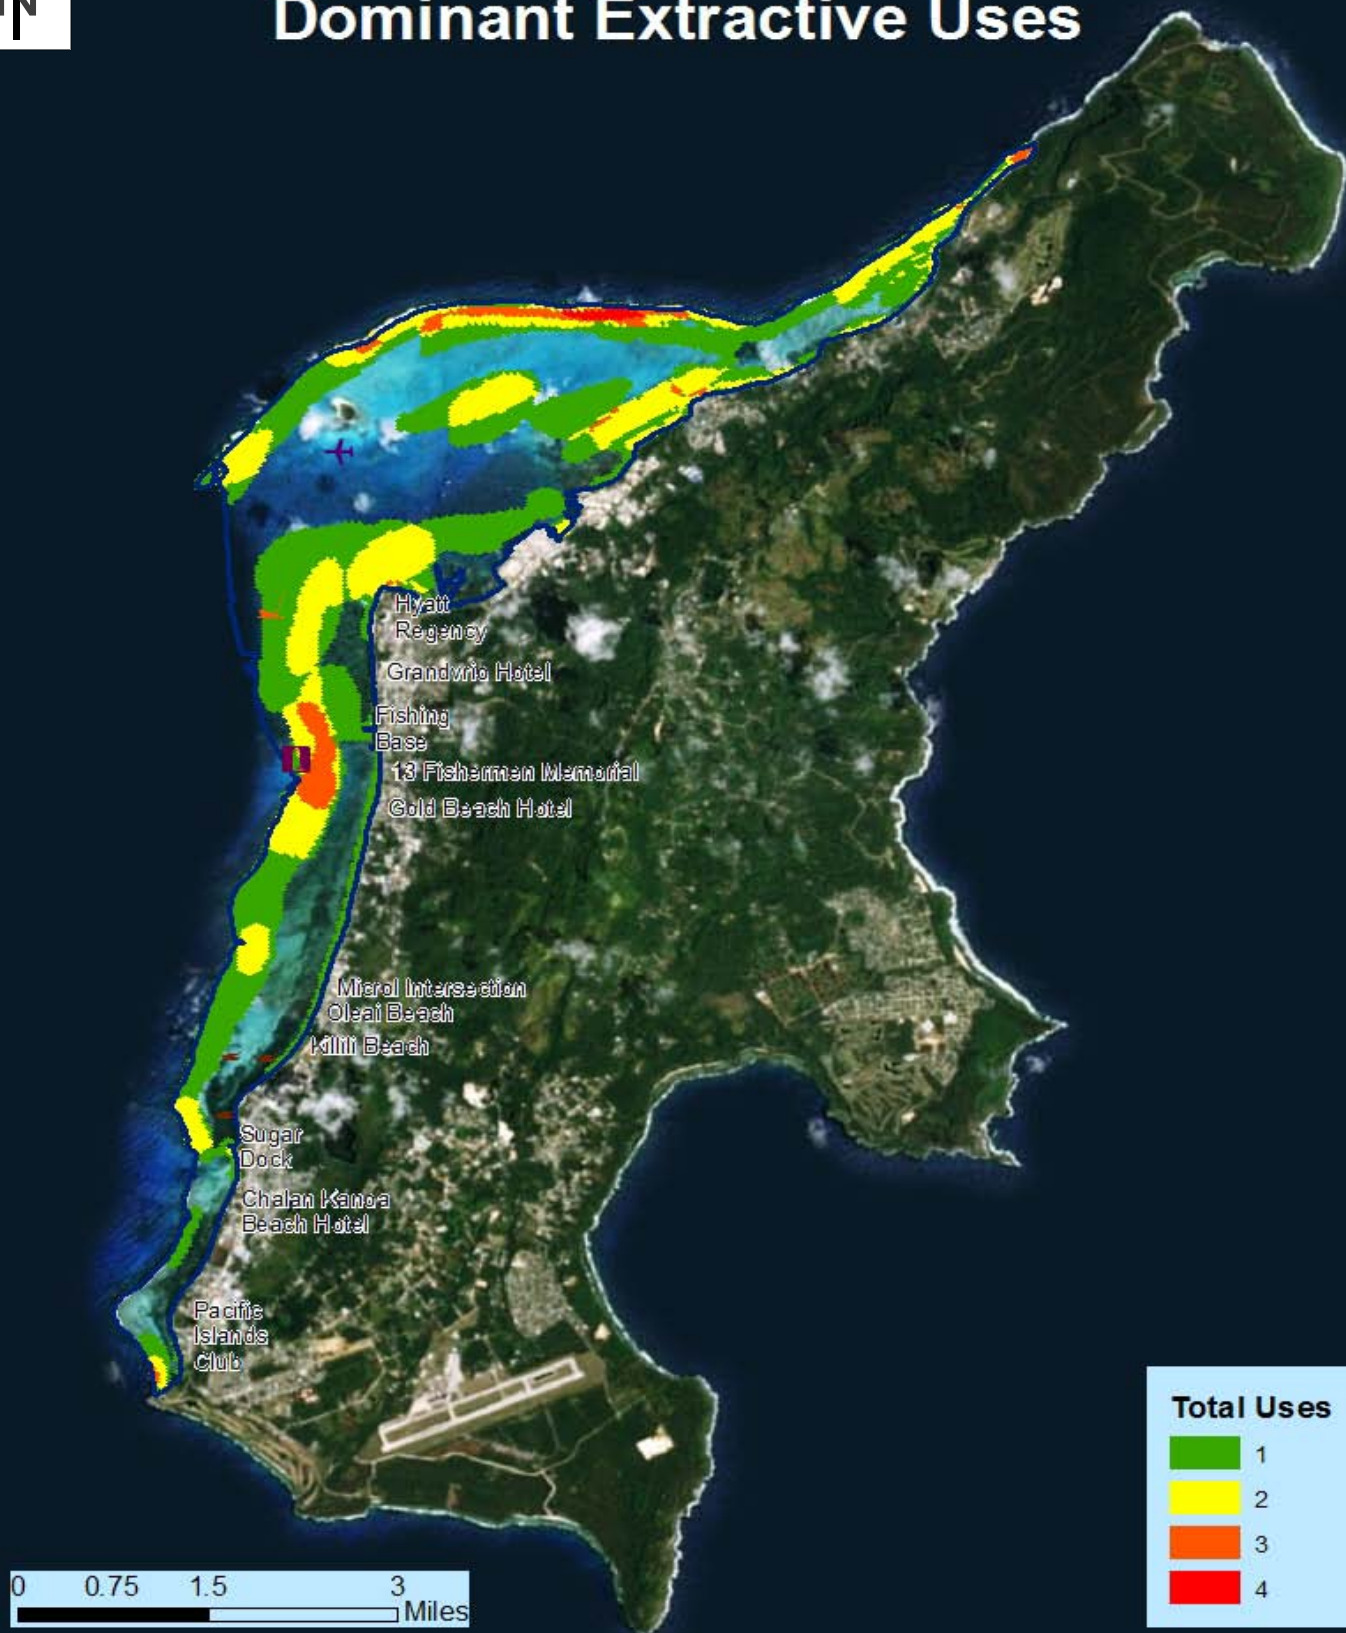 N
Dominant Extractive Uses
Hyatt
Regency
Grandvrio Hotel
Fishing
Base
13 Fishermen Memorial
Gold Beach Hotel
Microl Intersection
Oleai Beach
Killili Beach
Sugar
Dock
Chalan Kanoa
Beach Hotel
Pacific
Islands
Club
Total Uses
1
2
3
4
0 0.75 1.5 3
Miles